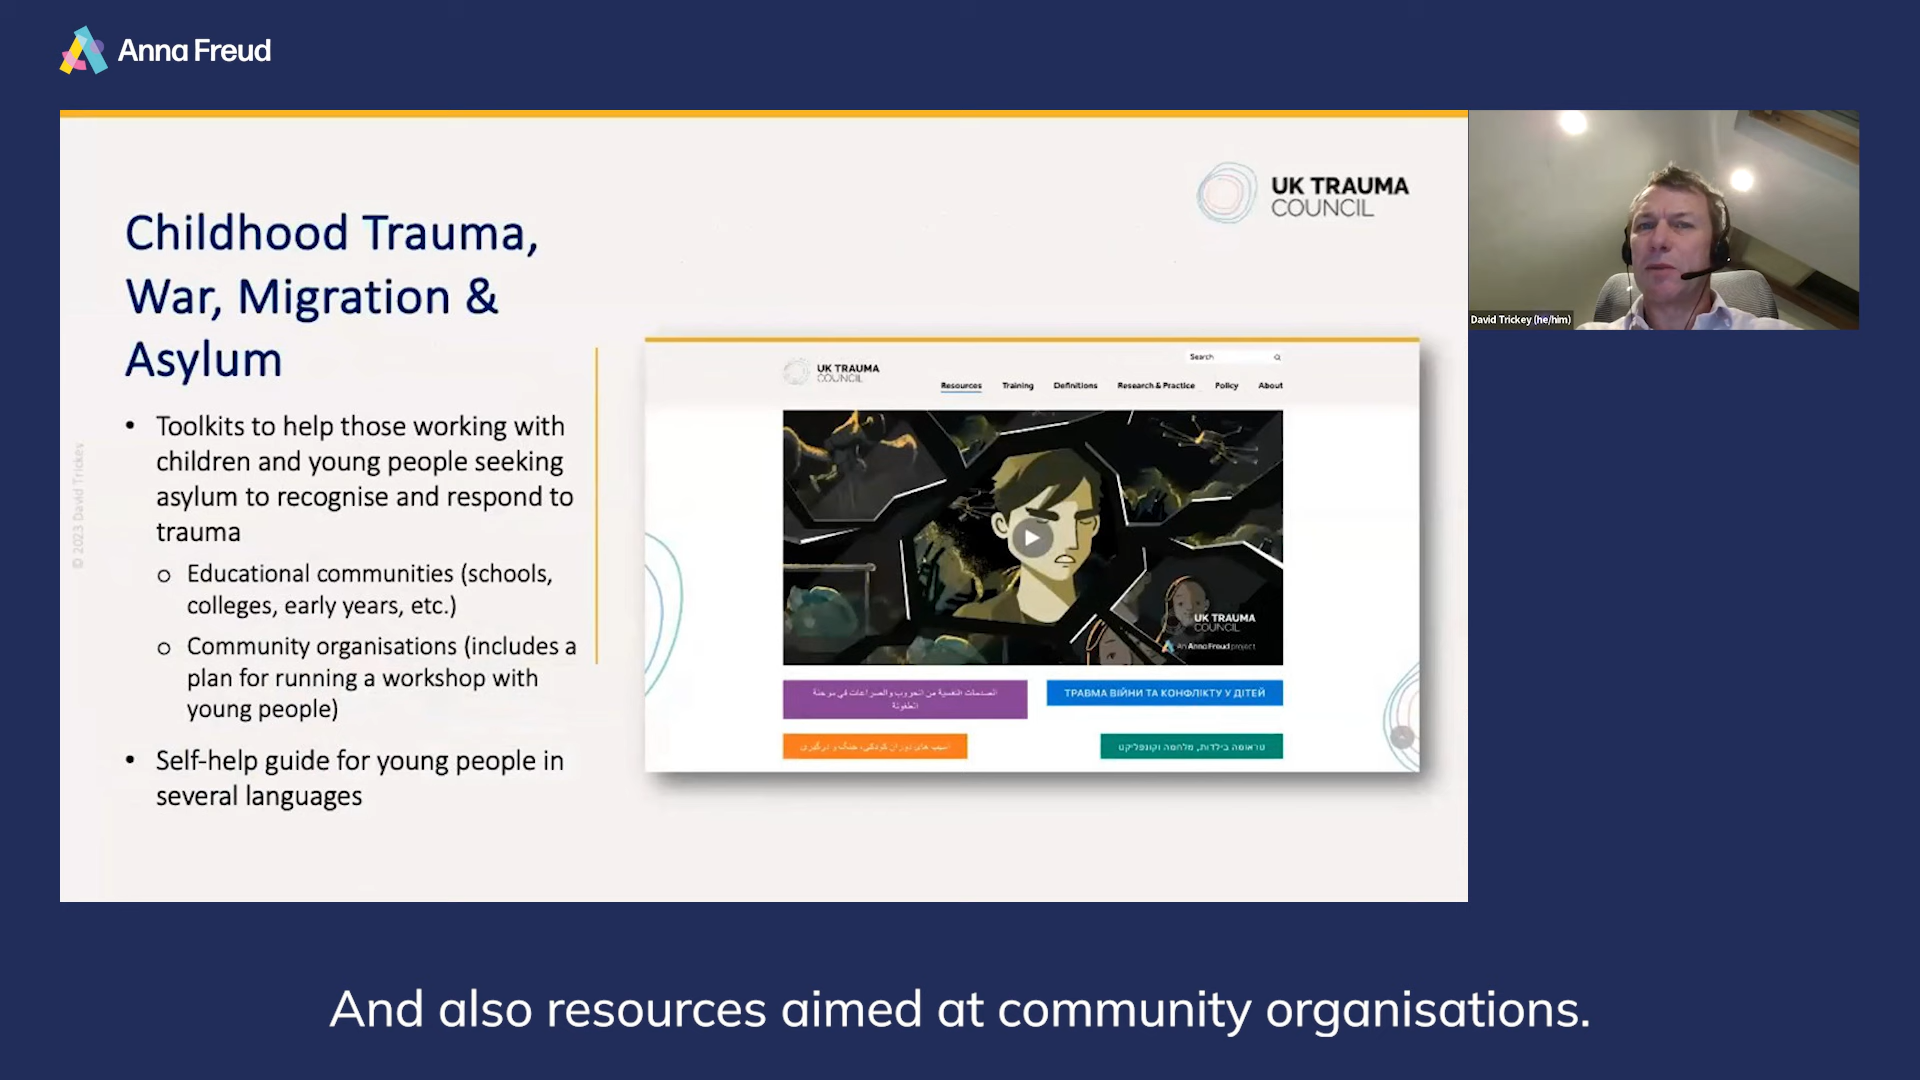 Anna Freud
UK TRAUMA
COUNCIL
David Trickey (he/him)
Childhood Trauma,
War, Migration &
Asylum
• Toolkits to help those working with
children and young people seeking
asylum to recognise and respond to
trauma
o Educational communities (schools,
colleges, early years, etc.)
o Community organisations (includes a
plan for running a workshop with
young people)
• Self-help guide for young people in
several languages
© 2023 David Trickey
UK TRAUMA
COUNCIL
Search
Resources Training Definitions Research & Practice Policy About
UK TRAUMA
COUNCIL
An Anna Freud project
الصدمات النفسية من الحروب والصراعات في مرحلة
الطفولة
ТРАВМА ВІЙНИ ТА КОНФЛІКТУ У ДІТЕЙ
آسیب های دوران کودکی، جنگ و درگیری
טראומה בילדות, מלחמה וקונפליקט
And also resources aimed at community organisations.